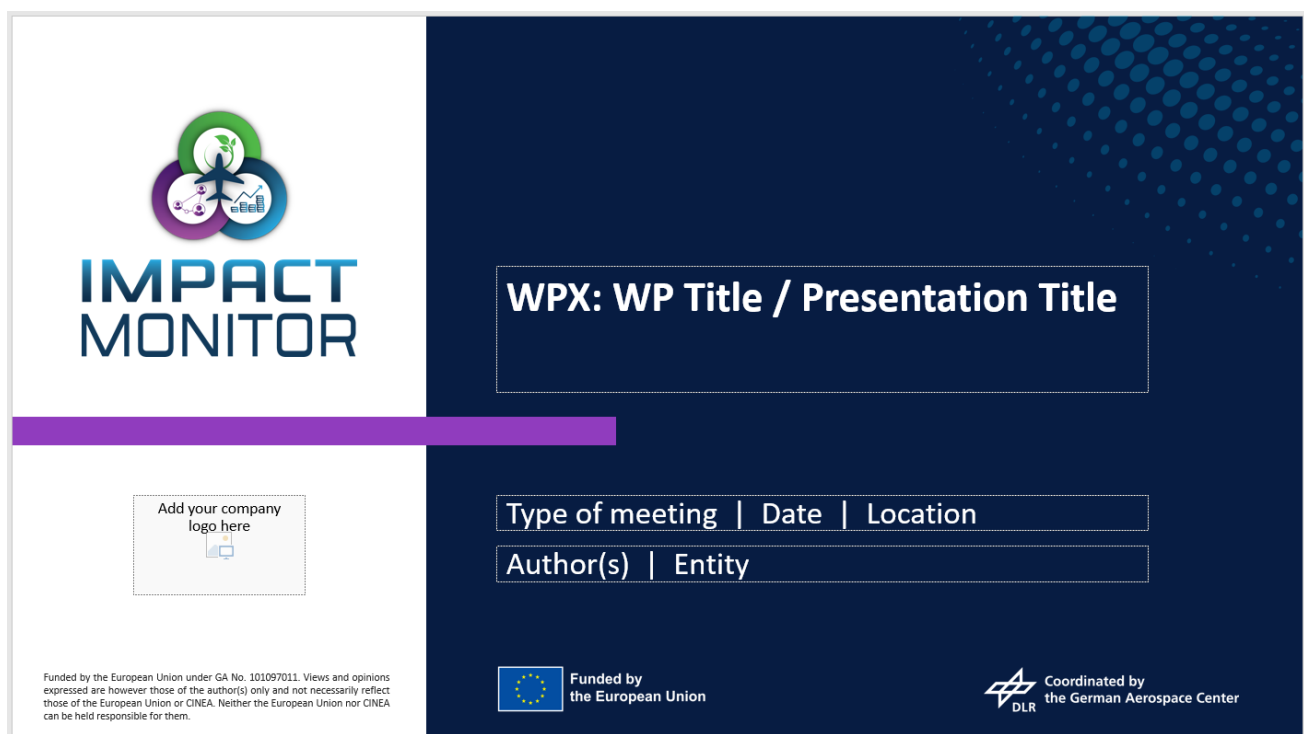 IMPACT
MONITOR
WPX: WP Title / Presentation Title
Add your company
logo here
Type of meeting | Date | Location
Author(s) | Entity
Funded by the European Union under GA No. 101097011. Views and opinions
expressed are however those of the author(s) only and not necessarily reflect
those of the European Union or CINEA. Neither the European Union nor CINEA
can be held responsible for them.
Funded by
the European Union
DLR
Coordinated by
the German Aerospace Center